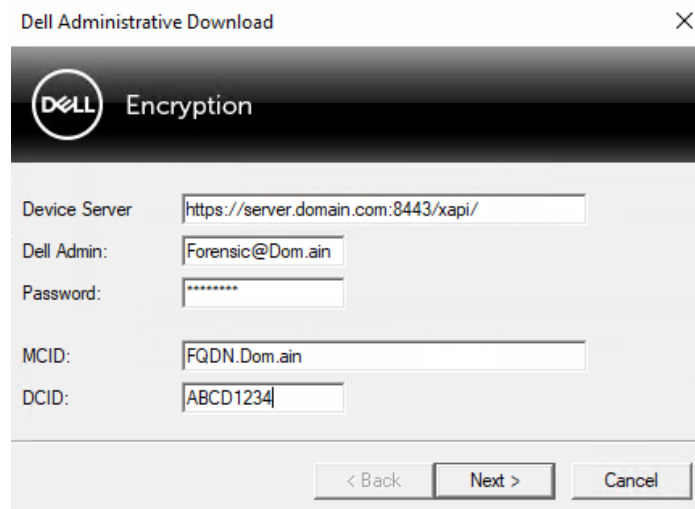 Dell Administrative Download
DELL Encryption
Device Server https://server.domain.com:8443/xapi/
Dell Admin: Forensic@Dom.ain
Password: ********
MCID: FQDN.Dom.ain
DCID: ABCD1234
< Back Next > Cancel